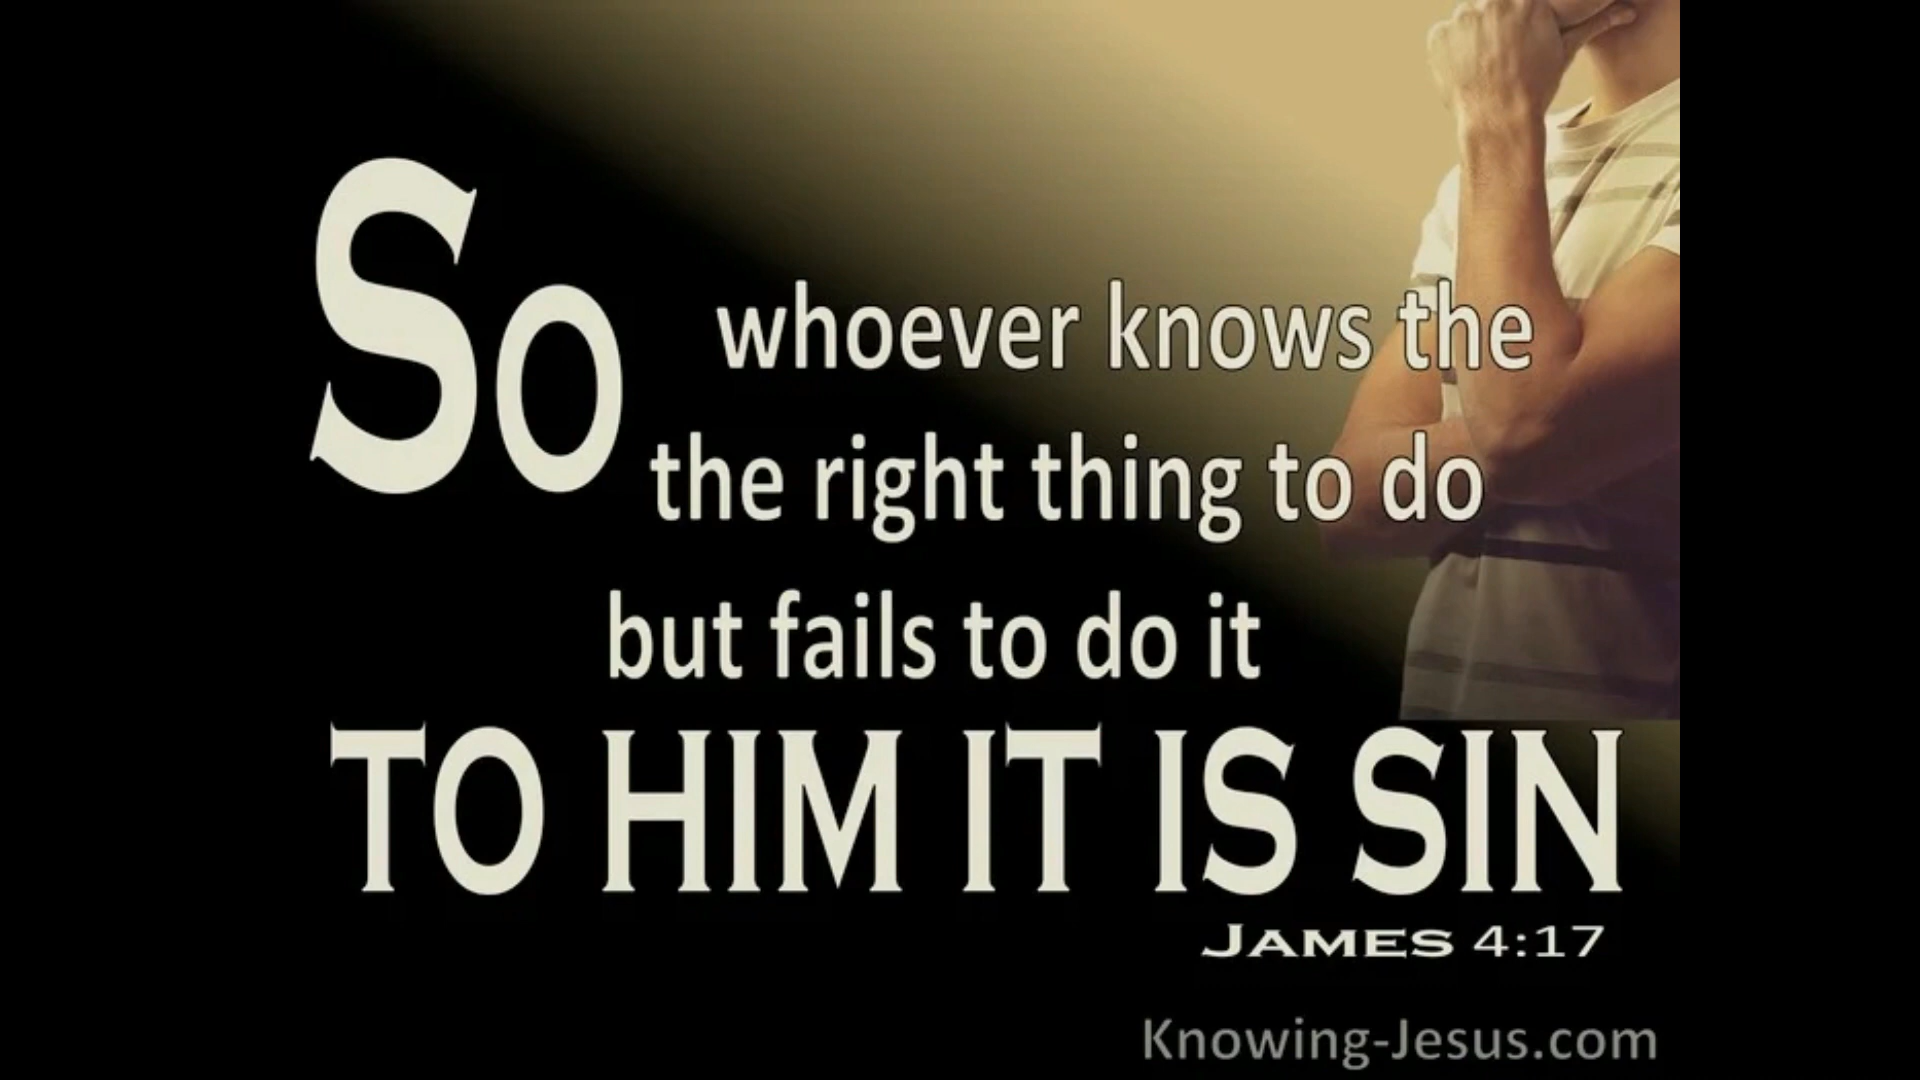 So whoever knows the
the right thing to do
but fails to do it
TO HIM IT IS SIN
JAMES 4:17
Knowing-Jesus.com